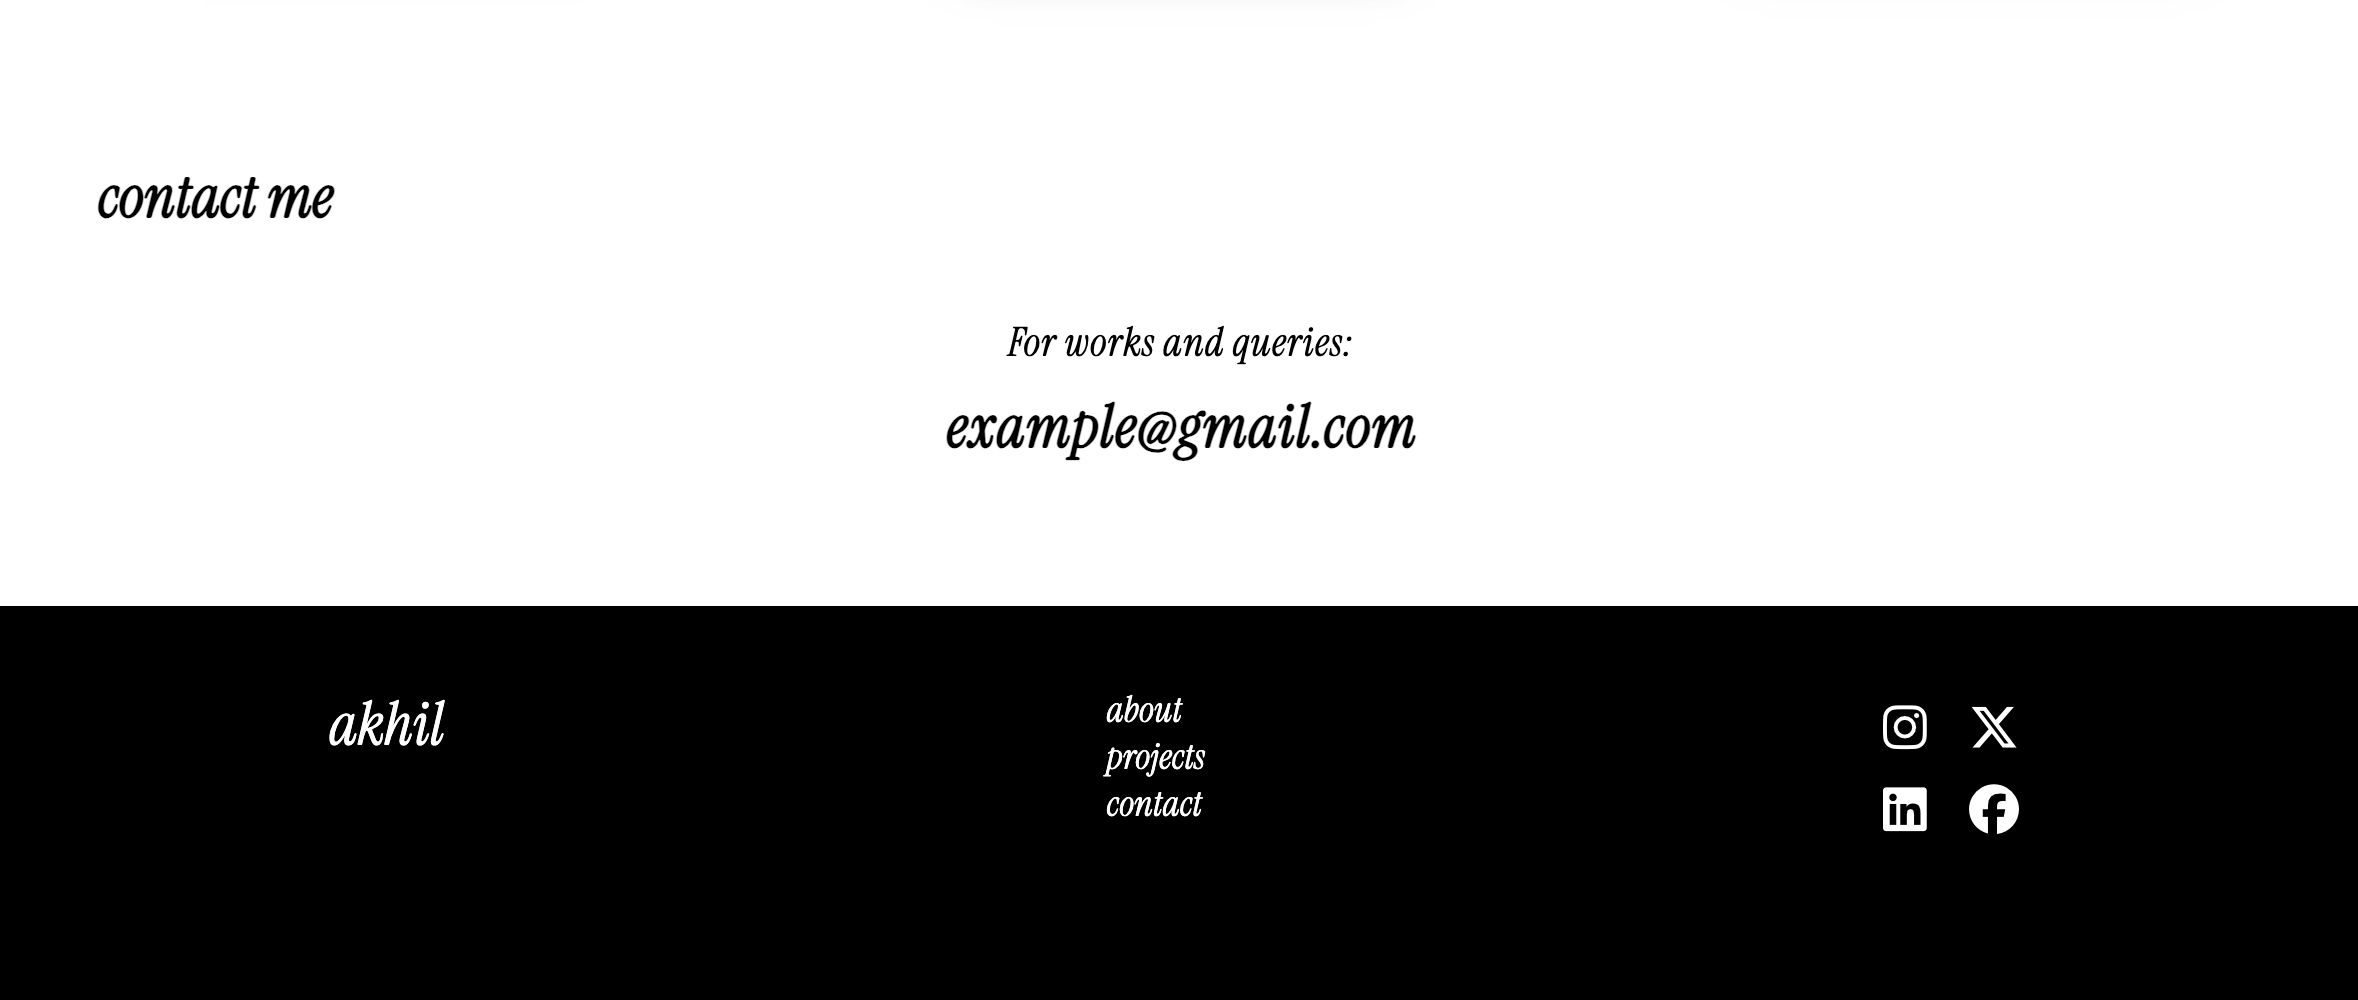 contact me
For works and queries:
example@gmail.com
akhil
about
projects
contact